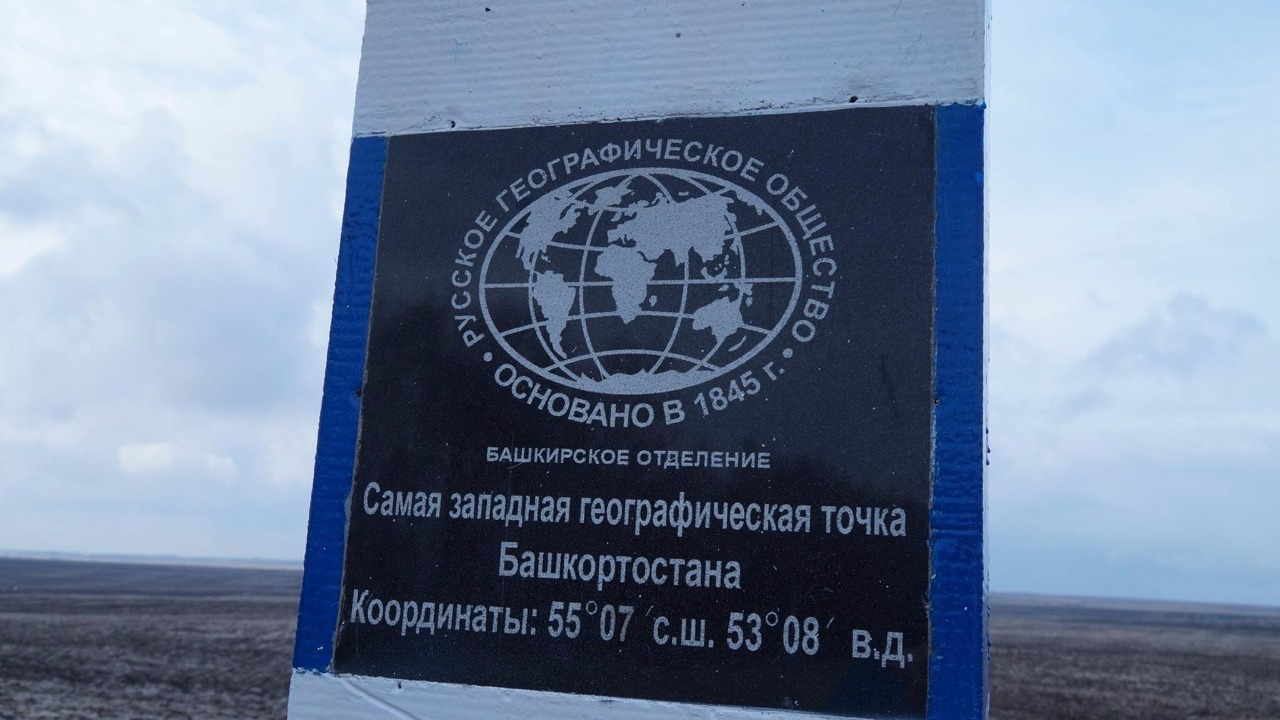 • РУССКОЕ ГЕОГРАФИЧЕСКОЕ ОБЩЕСТВО •
ОСНОВАНО В 1845 г.
БАШКИРСКОЕ ОТДЕЛЕНИЕ
Самая западная географическая точка
Башкортостана
Координаты: 55°07´с.ш. 53°08´ в.д.